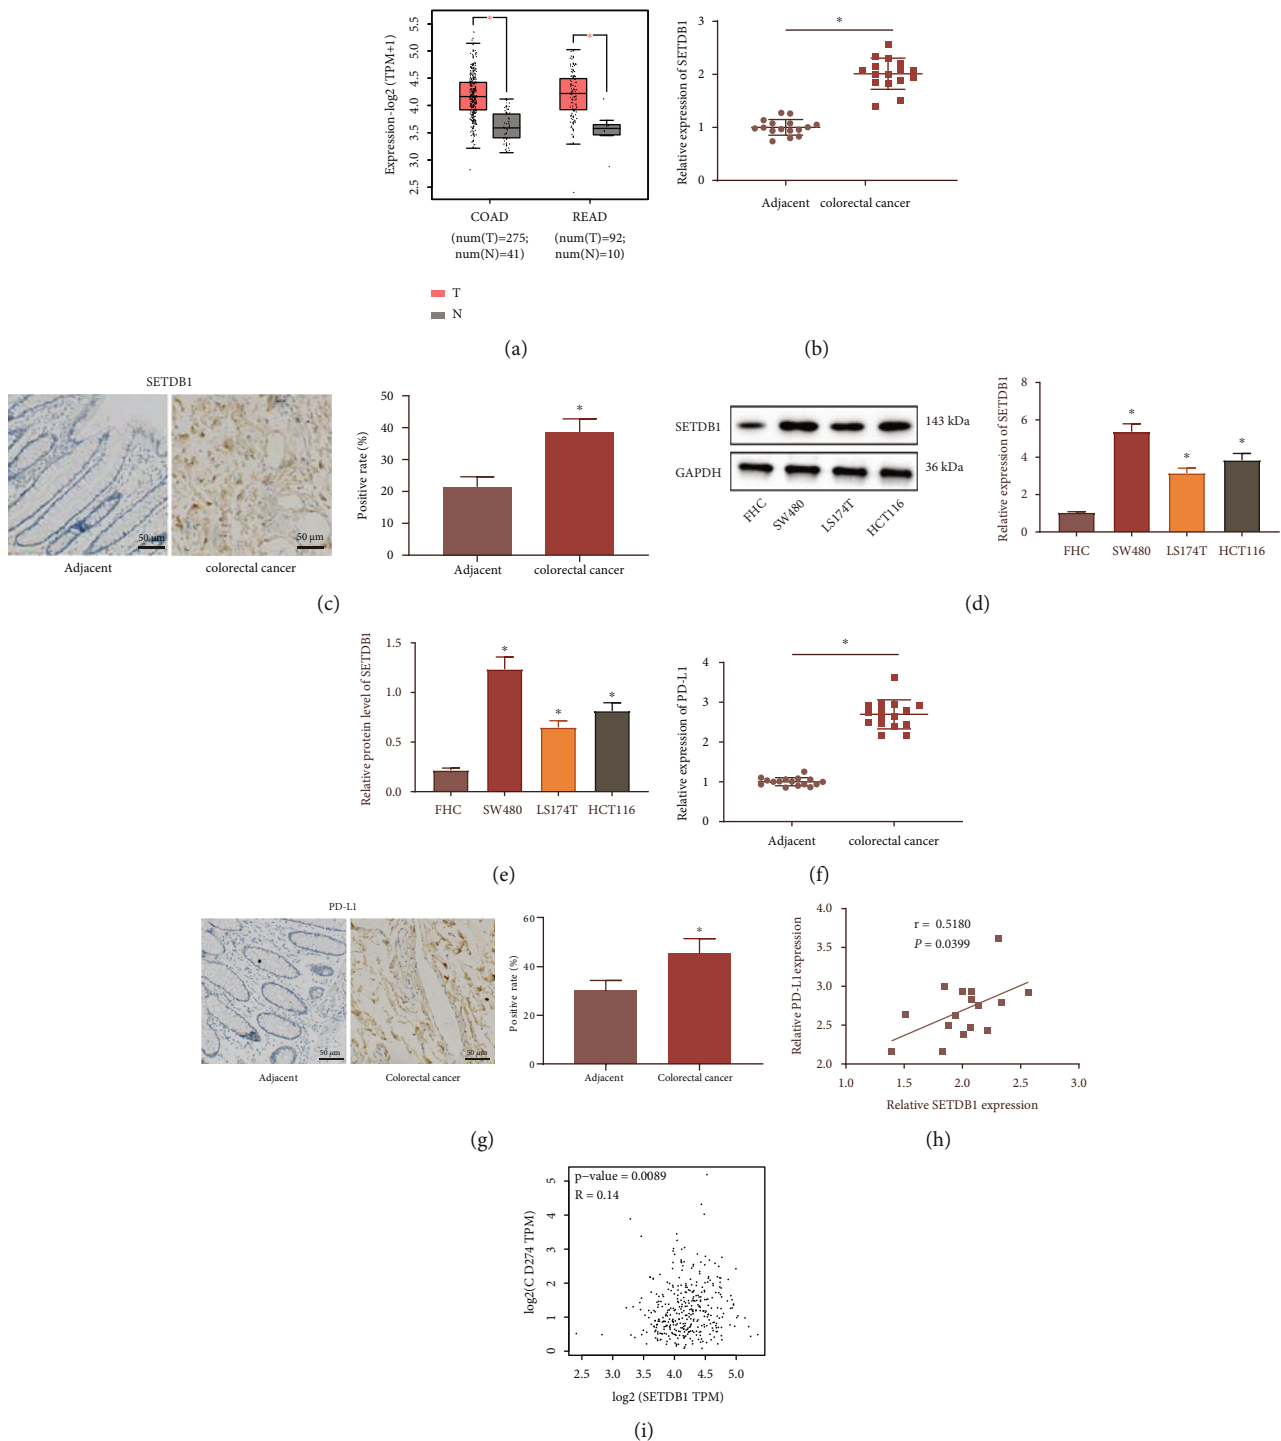 Expression-log2 (TPM+1)
5.5
5.0
4.5
4.0
3.5
3.0
2.5
*
*
COAD
READ
(num(T)=275;
num(N)=41)
(num(T)=92;
num(N)=10)
T
N
(a)
Relative expression of SETDB1
3
2
1
0
*
Adjacent
colorectal cancer
(b)
SETDB1
50 μm
50 μm
Adjacent
colorectal cancer
Positive rate (%)
50
40
30
20
10
0
*
Adjacent
colorectal cancer
(c)
SETDB1
143 kDa
GAPDH
36 kDa
FHC
SW480
LS174T
HCT116
Relative expression of SETDB1
8
6
4
2
0
*
*
*
FHC
SW480
LS174T
HCT116
(d)
Relative protein level of SETDB1
1.5
1.0
0.5
0.0
*
*
*
FHC
SW480
LS174T
HCT116
(e)
Relative expression of PD-L1
4
3
2
1
0
*
Adjacent
colorectal cancer
(f)
PD-L1
50 μm
50 μm
Adjacent
Colorectal cancer
Positive rate (%)
60
40
20
0
*
Adjacent
Colorectal cancer
(g)
Relative PD-L1 expression
4.0
3.5
3.0
2.5
2.0
r = 0.5180
P = 0.0399
1.0
1.5
2.0
2.5
3.0
Relative SETDB1 expression
(h)
log2(C D274 TPM)
5
4
3
2
1
0
p−value = 0.0089
R = 0.14
2.5
3.0
3.5
4.0
4.5
5.0
log2 (SETDB1 TPM)
(i)